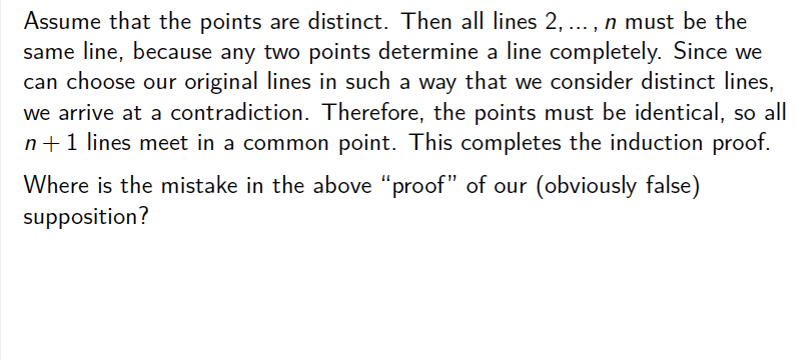 Assume that the points are distinct. Then all lines 2, ... , n must be the
same line, because any two points determine a line completely. Since we
can choose our original lines in such a way that we consider distinct lines,
we arrive at a contradiction. Therefore, the points must be identical, so all
n + 1 lines meet in a common point. This completes the induction proof.
Where is the mistake in the above “proof” of our (obviously false)
supposition?